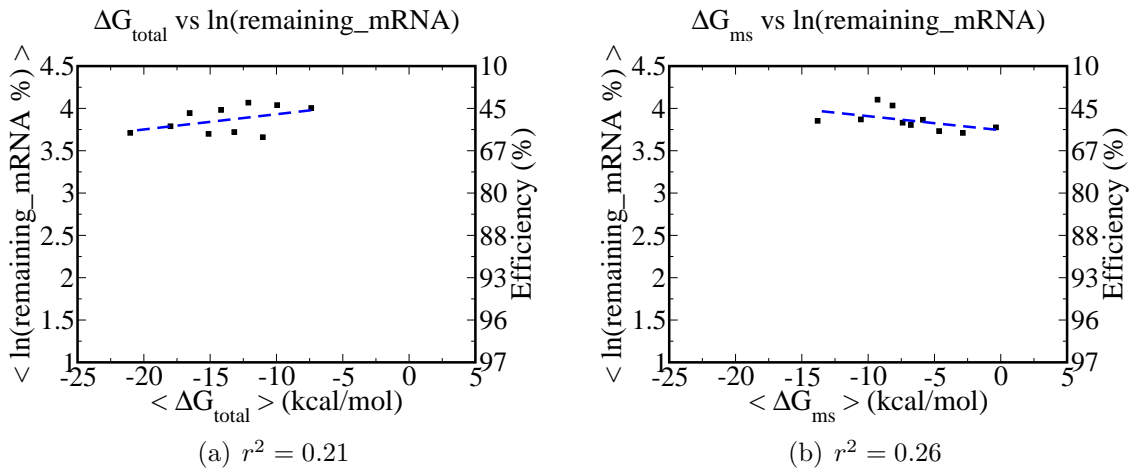 ΔG_total vs ln(remaining_mRNA)
< ln(remaining_mRNA %) >
4.5
4
3.5
3
2.5
2
1.5
1
10
45
67
80
88
93
96
97
Efficiency (%)
-25 -20 -15 -10 -5 0 5
< ΔG_total > (kcal/mol)
(a) r² = 0.21
ΔG_ms vs ln(remaining_mRNA)
< ln(remaining_mRNA %) >
4.5
4
3.5
3
2.5
2
1.5
1
10
45
67
80
88
93
96
97
Efficiency (%)
-25 -20 -15 -10 -5 0 5
< ΔG_ms > (kcal/mol)
(b) r² = 0.26